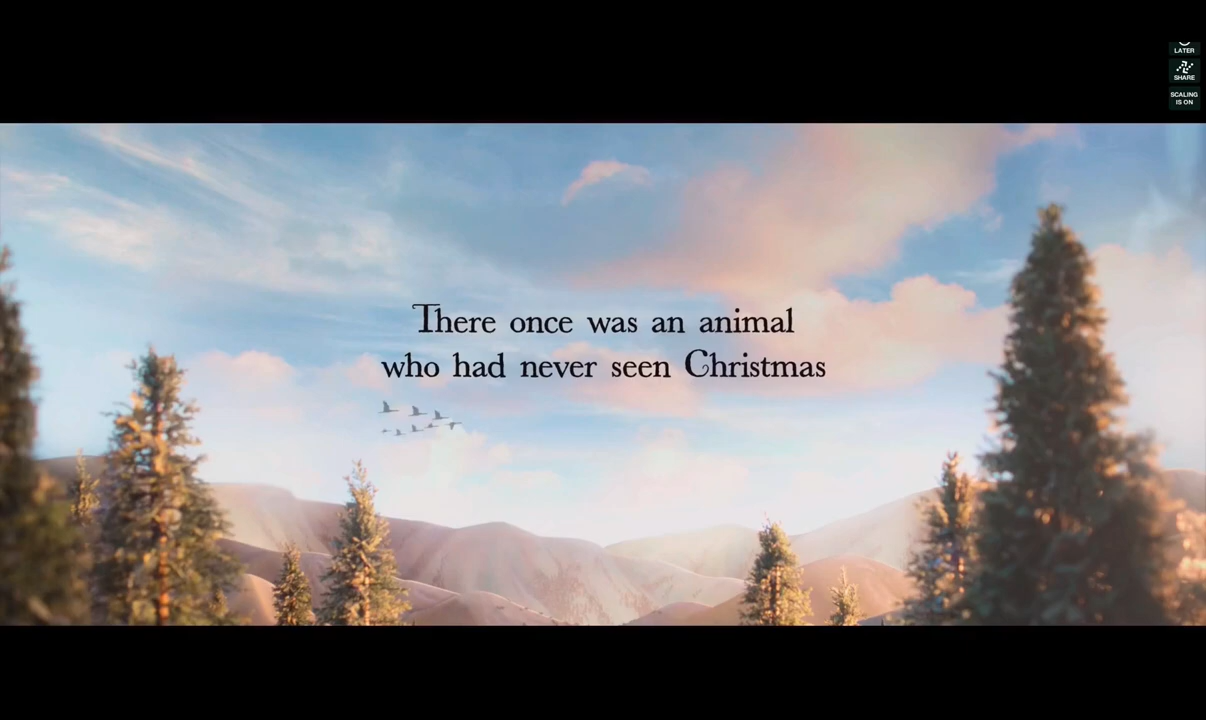 LATER
SHARE
SCALING
IS ON
There once was an animal
who had never seen Christmas